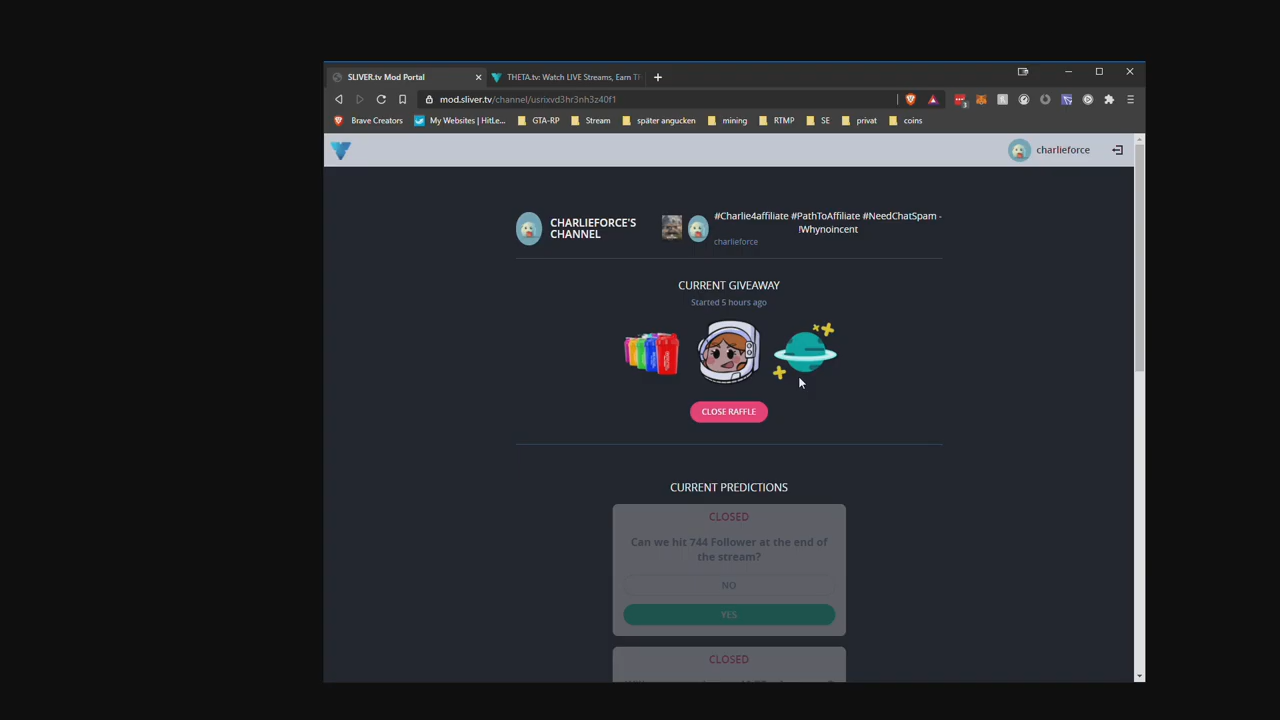 SLIVER.tv Mod Portal
THETA.tv: Watch LIVE Streams, Earn T
mod.sliver.tv/channel/usrixvd3hr3nh3z40f1
Brave Creators
My Websites | HitLe...
GTA-RP
Stream
später angucken
mining
RTMP
SE
privat
coins
charlieforce
CHARLIEFORCE'S
CHANNEL
#Charlie4affiliate #PathToAffiliate #NeedChatSpam -
!Whynoincent
charlieforce
CURRENT GIVEAWAY
Started 5 hours ago
CLOSE RAFFLE
CURRENT PREDICTIONS
CLOSED
Can we hit 744 Follower at the end of
the stream?
NO
YES
CLOSED